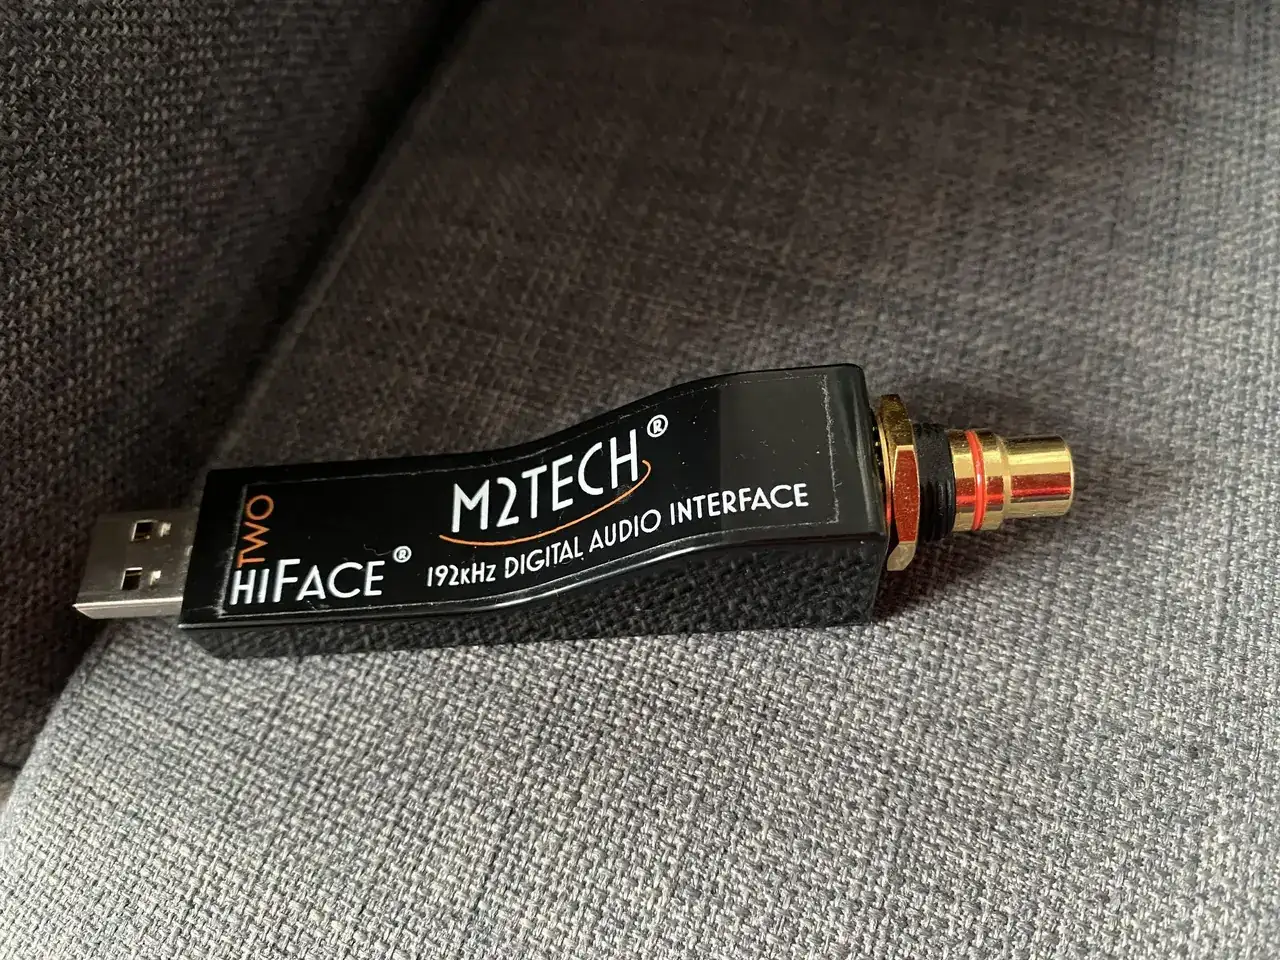 TWO
HIFACE®
M2TECH®
192KHZ DIGITAL AUDIO INTERFACE